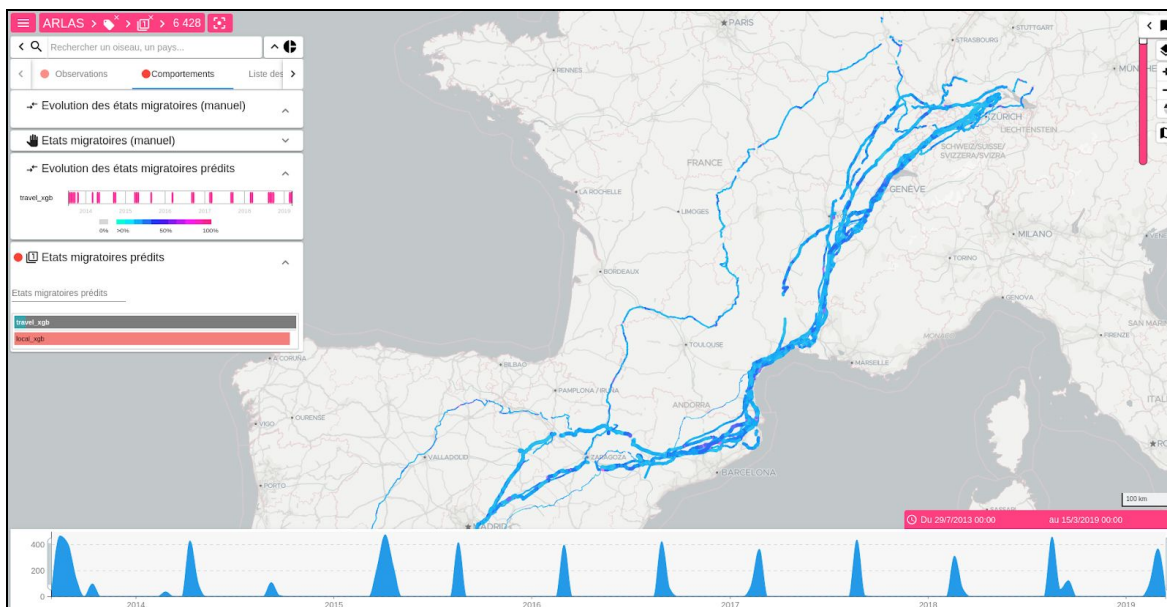 ARLAS > > > 6 428
Rechercher un oiseau, un pays...
Observations Comportements Liste des
Evolution des états migratoires (manuel)
Etats migratoires (manuel)
Evolution des états migratoires prédits
travel_xgb
2014 2015 2016 2017 2018 2019
0% >0% 50% 100%
Etats migratoires prédits
Etats migratoires prédits
travel_xgb
local_xgb
PARIS
STUTTGART
STRASBOURG
RENNES
ZÜRICH
LIECHTENSTEIN
SCHWEIZ/SUISSE/
SVIZZERA/SVIZRA
FRANCE
GENÈVE
LA ROCHELLE
LIMOGES
MILANO
TORINO
BORDEAUX
GENOVA
SAN MARIN
FIRENZE
TOULOUSE
MARSEILLE
A CORUÑA
BILBAO
PAMPLONA / IRUÑA
ANDORRA
OURENSE
VIGO
VALLADOLID
ZARAGOZA
BARCELONA
PORTO
MADRID
100 km
Du 29/7/2013 00:00 au 15/3/2019 00:00
400
200
0
2014 2015 2016 2017 2018 2019